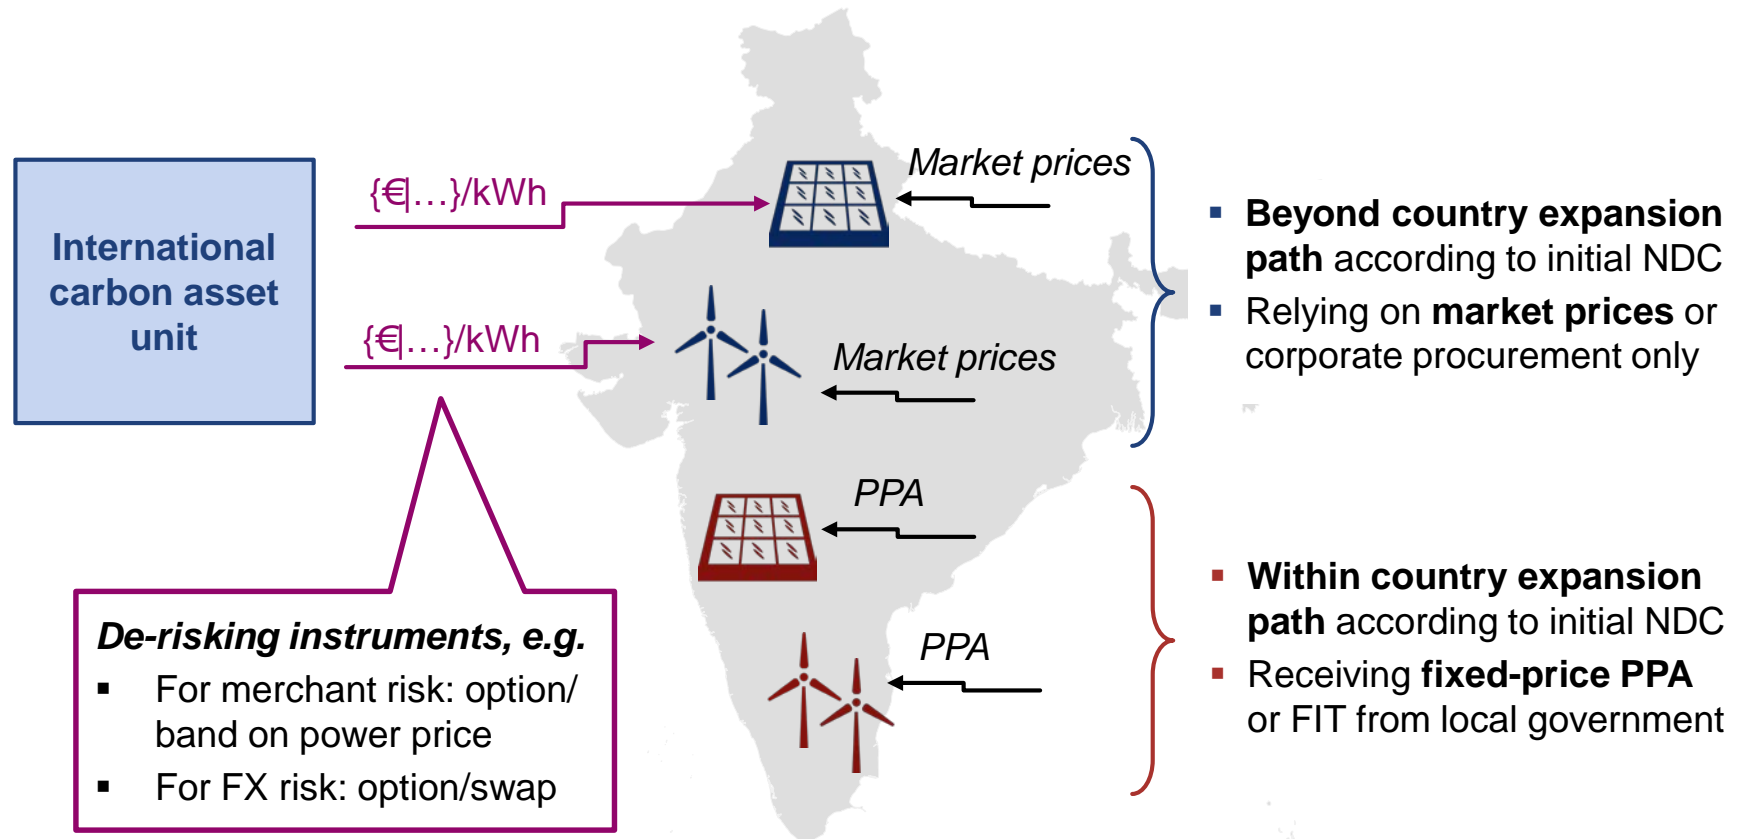 International
carbon asset
unit
{€|…}/kWh
{€|…}/kWh
Market prices
Market prices
PPA
PPA
▪ Beyond country expansion
path according to initial NDC
▪ Relying on market prices or
corporate procurement only
▪ Within country expansion
path according to initial NDC
▪ Receiving fixed-price PPA
or FIT from local government
De-risking instruments, e.g.
▪ For merchant risk: option/
band on power price
▪ For FX risk: option/swap